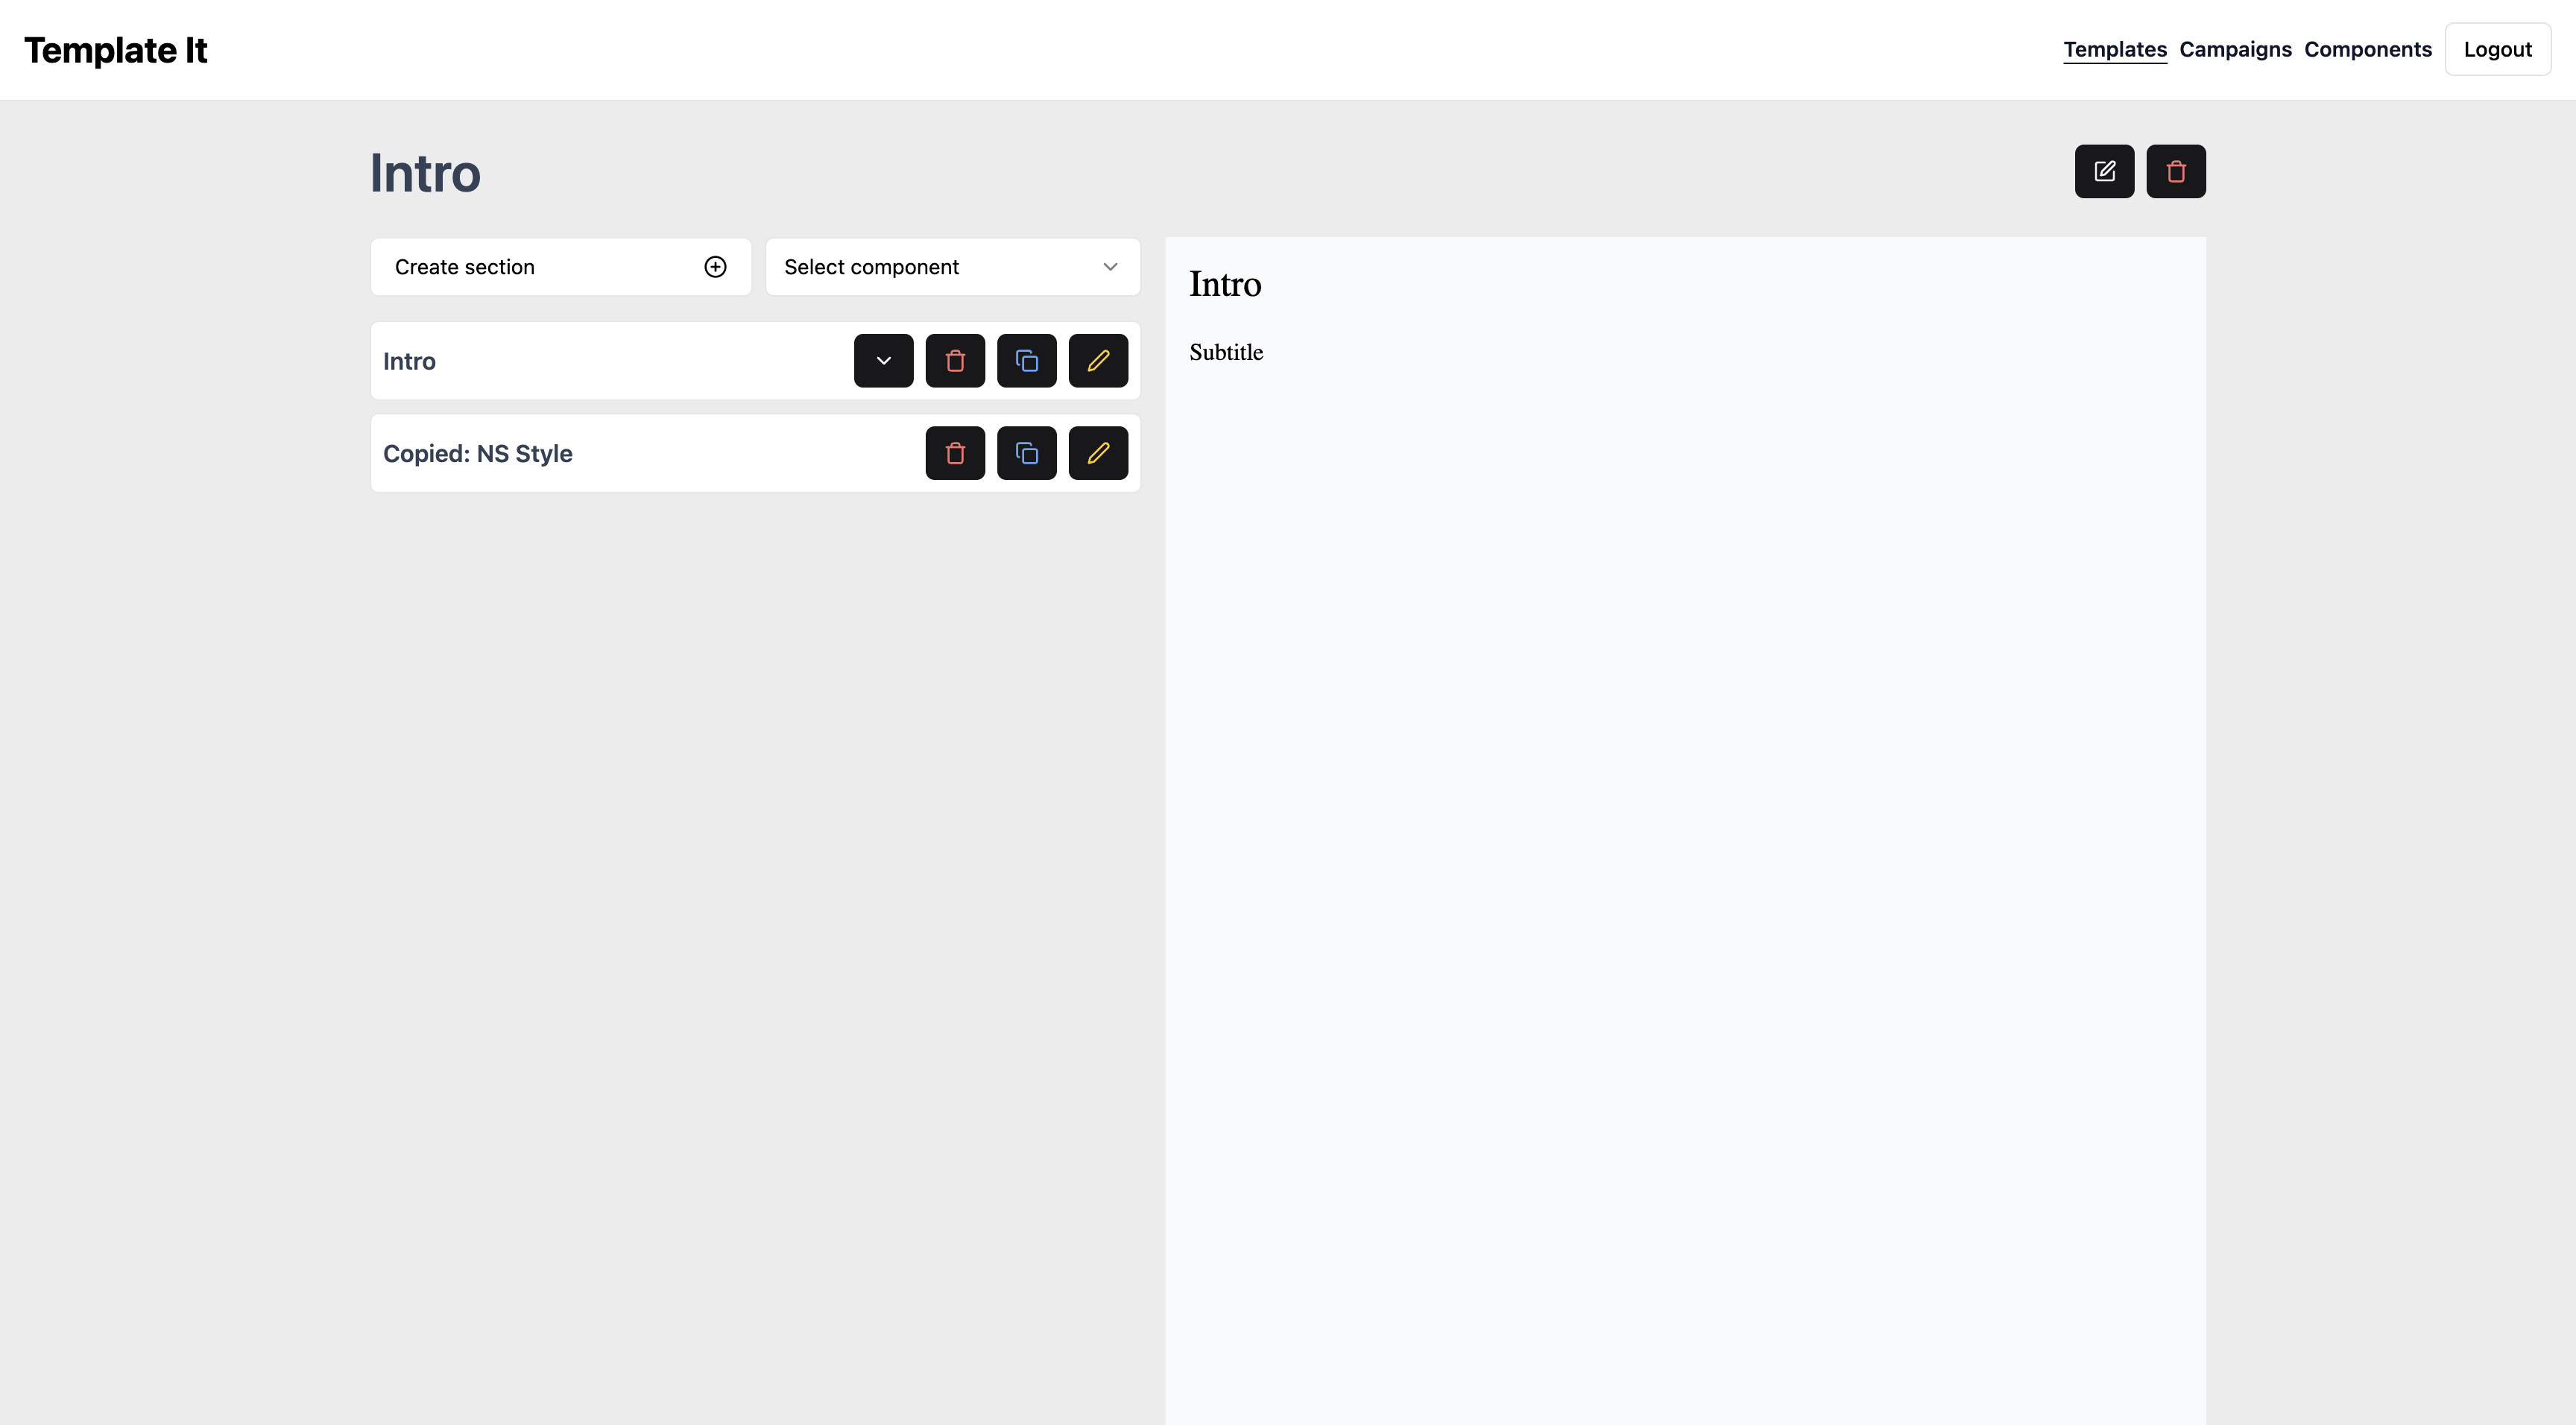 Template It
Templates Campaigns Components Logout
Intro
Create section
Select component
Intro
Copied: NS Style
Intro
Subtitle